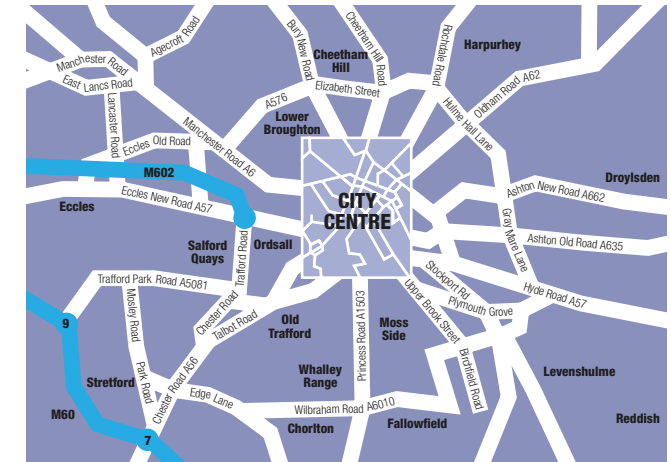 Bury New Road
Cheetham Hill Road
Rochdale Road
Agecroft Road
Harpurhey
Cheetham
Hill
Manchester Road
East Lancs Road
Elizabeth Street
Oldham Road A62
A576
Lancaster Road
Hulme Hall Lane
Lower
Broughton
Manchester Road A6
Eccles Old Road
M602
Droylsden
Ashton New Road A662
Eccles New Road A57
Eccles
CITY
CENTRE
Gray Mare Lane
Ashton Old Road A635
Salford
Quays
Ordsall
Trafford Road
Stockport Rd
Hyde Road A57
Trafford Park Road A5081
Upper Brook Street
Plymouth Grove
Mosley Road
Chester Road
Talbot Road
Old
Trafford
Princess Road A1503
Moss
Side
9
Birchfield Road
Whalley
Range
Levenshulme
Stretford
Park Road
Chester Road A56
Edge Lane
Wilbraham Road A6010
M60
Chorlton
Fallowfield
Reddish
7